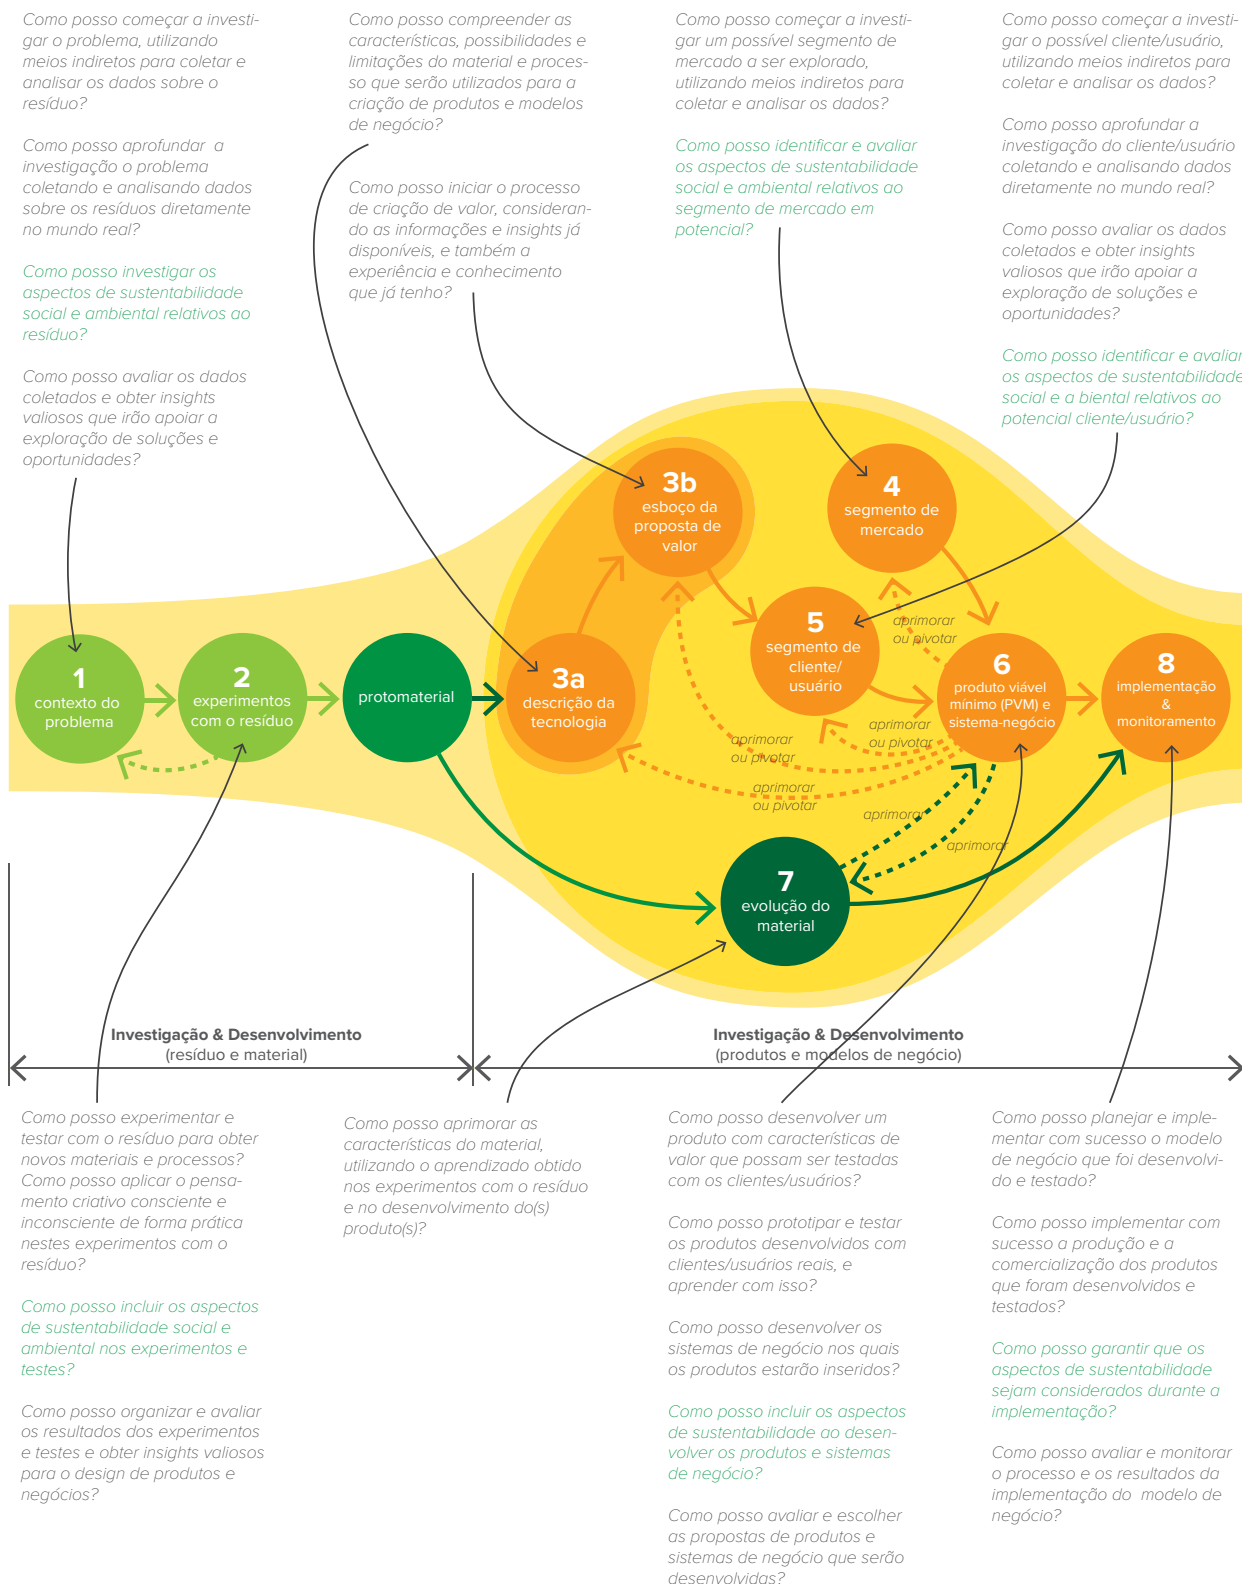 Como posso começar a investi-
gar o problema, utilizando
meios indiretos para coletar e
analisar os dados sobre o
resíduo?
Como posso aprofundar a
investigação o problema
coletando e analisando dados
sobre os resíduos diretamente
no mundo real?
Como posso investigar os
aspectos de sustentabilidade
social e ambiental relativos ao
resíduo?
Como posso avaliar os dados
coletados e obter insights
valiosos que irão apoiar a
exploração de soluções e
oportunidades?
Como posso compreender as
características, possibilidades e
limitações do material e proces-
so que serão utilizados para a
criação de produtos e modelos
de negócio?
Como posso iniciar o processo
de criação de valor, consideran-
do as informações e insights já
disponíveis, e também a
experiência e conhecimento
que já tenho?
Como posso começar a investi-
gar um possível segmento de
mercado a ser explorado,
utilizando meios indiretos para
coletar e analisar os dados?
Como posso identificar e avaliar
os aspectos de sustentabilidade
social e ambiental relativos ao
segmento de mercado em
potencial?
Como posso começar a investi-
gar o possível cliente/usuário,
utilizando meios indiretos para
coletar e analisar os dados?
Como posso aprofundar a
investigação do cliente/usuário
coletando e analisando dados
diretamente no mundo real?
Como posso avaliar os dados
coletados e obter insights
valiosos que irão apoiar a
exploração de soluções e
oportunidades?
Como posso identificar e avaliar
os aspectos de sustentabilidade
social e a biental relativos ao
potencial cliente/usuário?
1
contexto do
problema
2
experimentos
com o resíduo
protomaterial
3a
descrição da
tecnologia
3b
esboço da
proposta de
valor
4
segmento de
mercado
5
segmento de
cliente/
usuário
6
produto viável
mínimo (PVM) e
sistema-negócio
8
implementação
&
monitoramento
aprimorar
ou pivotar
aprimorar
ou pivotar
aprimorar
ou pivotar
aprimorar
ou pivotar
aprimorar
aprimorar
7
evolução do
material
Investigação & Desenvolvimento
(resíduo e material)
Investigação & Desenvolvimento
(produtos e modelos de negócio)
Como posso experimentar e
testar com o resíduo para obter
novos materiais e processos?
Como posso aplicar o pensa-
mento criativo consciente e
inconsciente de forma prática
nestes experimentos com o
resíduo?
Como posso incluir os aspectos
de sustentabilidade social e
ambiental nos experimentos e
testes?
Como posso organizar e avaliar
os resultados dos experimentos
e testes e obter insights valiosos
para o design de produtos e
negócios?
Como posso aprimorar as
características do material,
utilizando o aprendizado obtido
nos experimentos com o resíduo
e no desenvolvimento do(s)
produto(s)?
Como posso desenvolver um
produto com características de
valor que possam ser testadas
com os clientes/usuários?
Como posso prototipar e testar
os produtos desenvolvidos com
clientes/usuários reais, e
aprender com isso?
Como posso desenvolver os
sistemas de negócio nos quais
os produtos estarão inseridos?
Como posso incluir os aspectos
de sustentabilidade ao desen-
volver os produtos e sistemas
de negócio?
Como posso avaliar e escolher
as propostas de produtos e
sistemas de negócio que serão
desenvolvidas?
Como posso planejar e imple-
mentar com sucesso o modelo
de negócio que foi desenvolvi-
do e testado?
Como posso implementar com
sucesso a produção e a
comercialização dos produtos
que foram desenvolvidos e
testados?
Como posso garantir que os
aspectos de sustentabilidade
sejam considerados durante a
implementação?
Como posso avaliar e monitorar
o processo e os resultados da
implementação do modelo de
negócio?